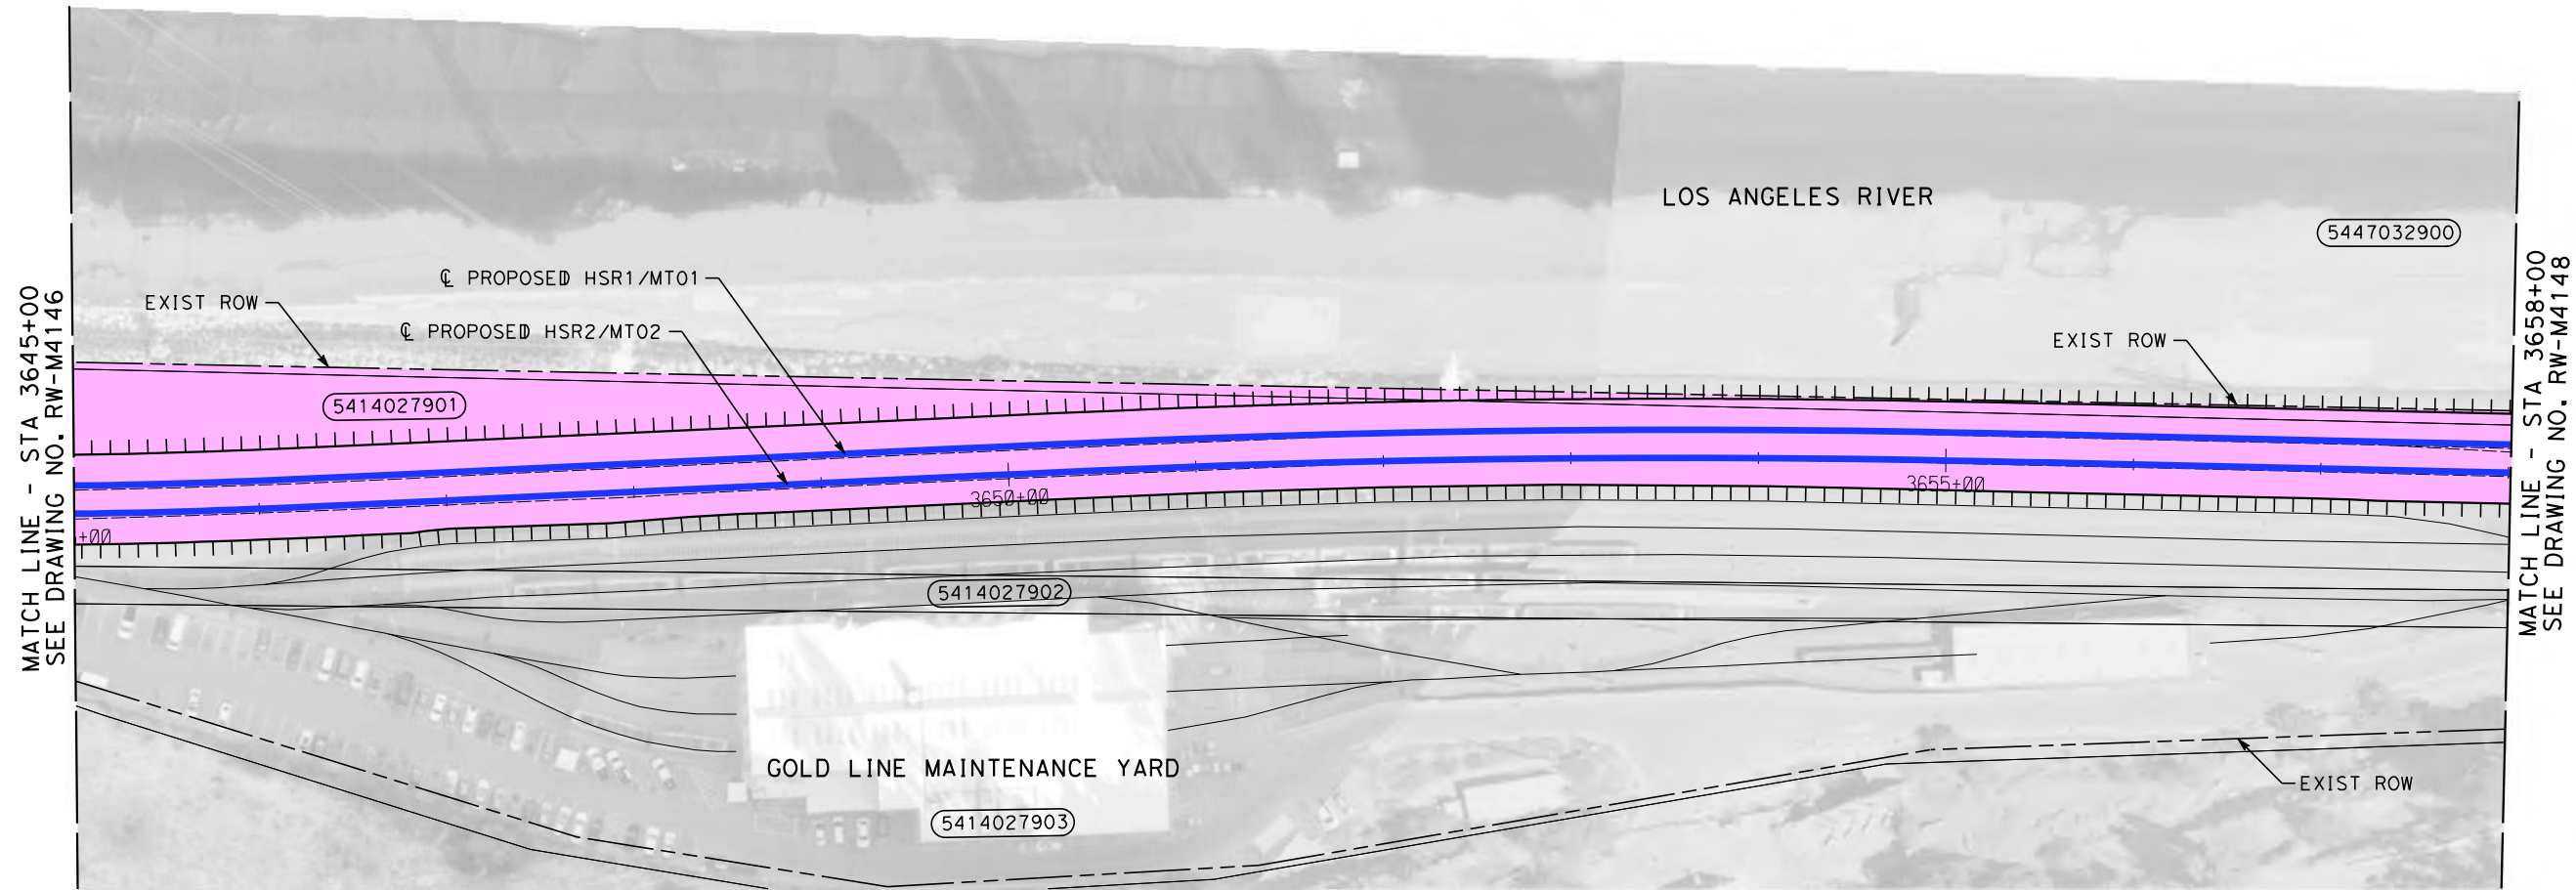 LOS ANGELES RIVER
5447032900
℄ PROPOSED HSR1/MT01
EXIST ROW
℄ PROPOSED HSR2/MT02
EXIST ROW
5414027901
3650+00
3655+00
+00
5414027902
GOLD LINE MAINTENANCE YARD
EXIST ROW
5414027903
MATCH LINE - STA 3645+00
SEE DRAWING NO. RW-M4146
MATCH LINE - STA 3658+00
SEE DRAWING NO. RW-M4148